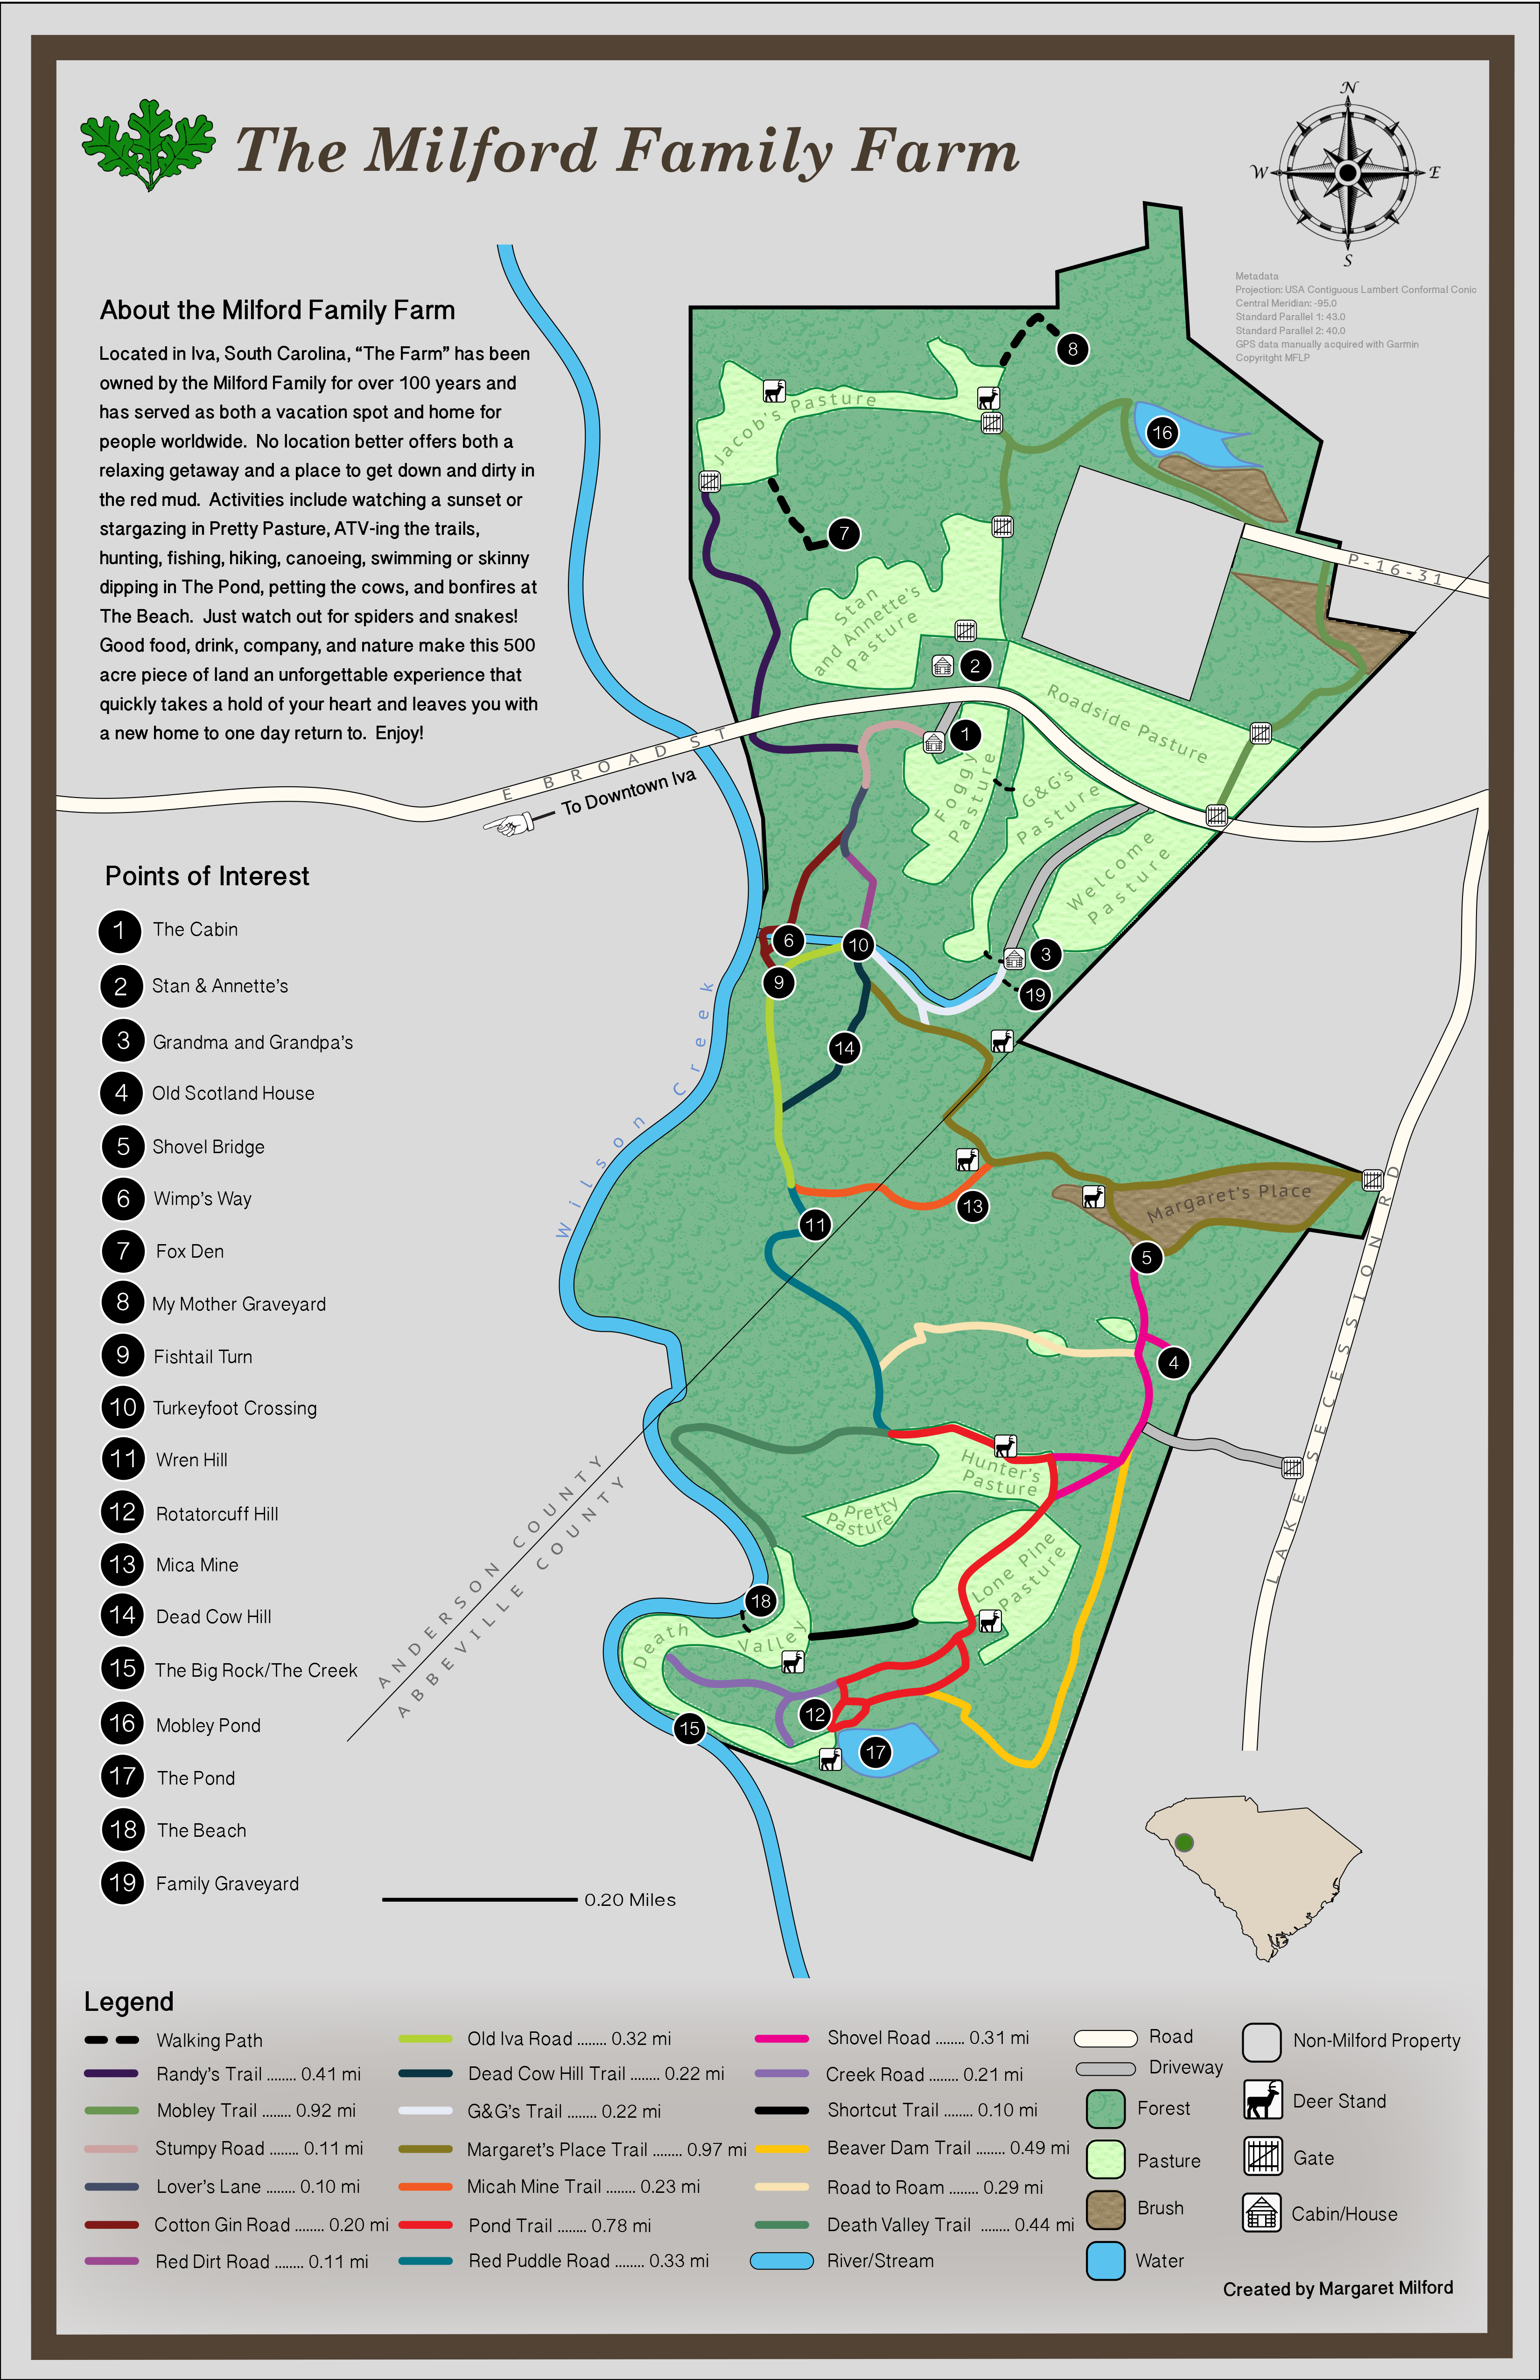 The Milford Family Farm
N
W
E
S
Metadata
Projection: USA Contiguous Lambert Conformal Conic
Central Meridian: -95.0
Standard Parallel 1: 43.0
Standard Parallel 2: 40.0
GPS data manually acquired with Garmin
Copyritght MFLP
About the Milford Family Farm
Located in Iva, South Carolina, “The Farm” has been
owned by the Milford Family for over 100 years and
has served as both a vacation spot and home for
people worldwide. No location better offers both a
relaxing getaway and a place to get down and dirty in
the red mud. Activities include watching a sunset or
stargazing in Pretty Pasture, ATV-ing the trails,
hunting, fishing, hiking, canoeing, swimming or skinny
dipping in The Pond, petting the cows, and bonfires at
The Beach. Just watch out for spiders and snakes!
Good food, drink, company, and nature make this 500
acre piece of land an unforgettable experience that
quickly takes a hold of your heart and leaves you with
a new home to one day return to. Enjoy!
8
Jacob's Pasture
16
7
P-16-31
Stan
and Annette's
Pasture
2
Roadside Pasture
E BROAD ST
To Downtown Iva
1
Foggy
Pasture
G&G's
Pasture
Welcome
Pasture
6
10
3
9
19
14
Wilson Creek
13
11
Margaret's Place
5
4
LAKE SECESSION RD
Hunter's
Pasture
Pretty
Pasture
Lone Pine
Pasture
18
Death
Valley
12
15
17
ANDERSON COUNTY
ABBEVILLE COUNTY
Points of Interest
1 The Cabin
2 Stan & Annette's
3 Grandma and Grandpa's
4 Old Scotland House
5 Shovel Bridge
6 Wimp's Way
7 Fox Den
8 My Mother Graveyard
9 Fishtail Turn
10 Turkeyfoot Crossing
11 Wren Hill
12 Rotatorcuff Hill
13 Mica Mine
14 Dead Cow Hill
15 The Big Rock/The Creek
16 Mobley Pond
17 The Pond
18 The Beach
19 Family Graveyard
0.20 Miles
Legend
Walking Path
Randy's Trail ........ 0.41 mi
Mobley Trail ........ 0.92 mi
Stumpy Road ........ 0.11 mi
Lover's Lane ........ 0.10 mi
Cotton Gin Road ........ 0.20 mi
Red Dirt Road ........ 0.11 mi
Old Iva Road ........ 0.32 mi
Dead Cow Hill Trail ........ 0.22 mi
G&G's Trail ........ 0.22 mi
Margaret's Place Trail ........ 0.97 mi
Micah Mine Trail ........ 0.23 mi
Pond Trail ........ 0.78 mi
Red Puddle Road ........ 0.33 mi
Shovel Road ........ 0.31 mi
Creek Road ........ 0.21 mi
Shortcut Trail ........ 0.10 mi
Beaver Dam Trail ........ 0.49 mi
Road to Roam ........ 0.29 mi
Death Valley Trail ........ 0.44 mi
River/Stream
Road
Driveway
Forest
Pasture
Brush
Water
Non-Milford Property
Deer Stand
Gate
Cabin/House
Created by Margaret Milford